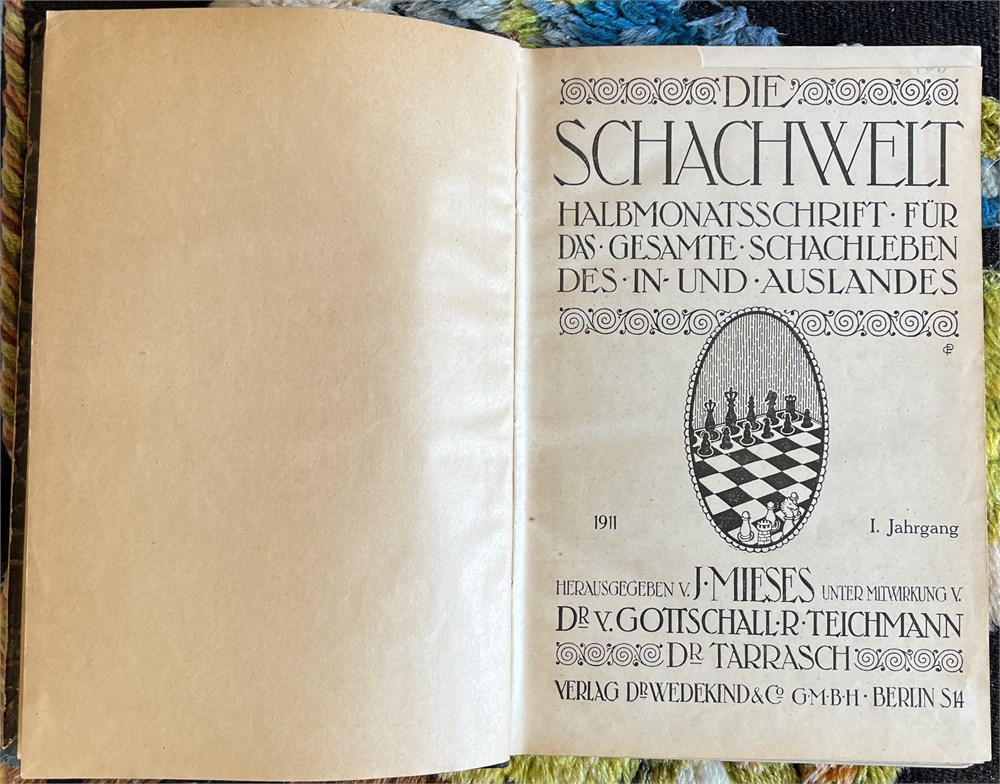 DIE
SCHACHWELT
HALBMONATSSCHRIFT · FÜR
DAS · GESAMTE · SCHACHLEBEN
DES · IN- UND · AUSLANDES
1911 I. Jahrgang
HERAUSGEGEBEN V. J·MIESES UNTER MITWIRKUNG V.
DR V. GOTTSCHALL·R·TEICHMANN
DR TARRASCH
VERLAG DR WEDEKIND & CO G·M·B·H · BERLIN S14